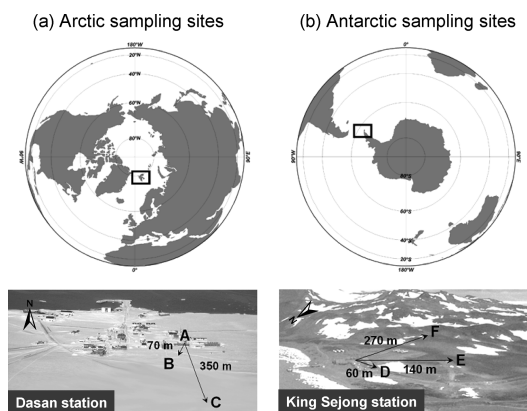 (a) Arctic sampling sites
(b) Antarctic sampling sites
180°W
20°N
40°N
60°N
80°N
90°W
90°E
0°
0°
80°S
60°S
40°S
20°S
90°W
90°E
180°W
N
A
70 m
B
350 m
C
Dasan station
N
F
270 m
E
60 m
D
140 m
King Sejong station